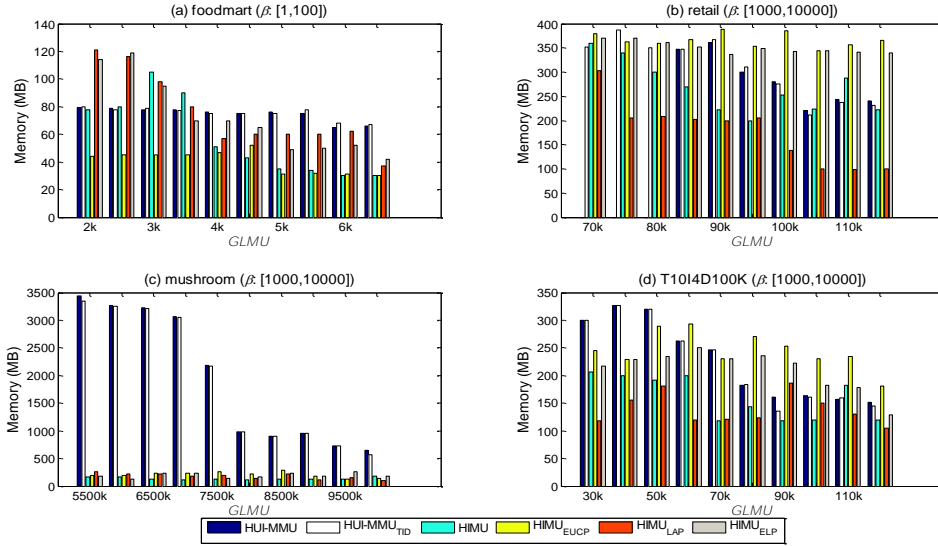 (a) foodmart (β: [1,100])
Memory (MB)
140
120
100
80
60
40
20
0
2k 3k 4k 5k 6k
GLMU
(b) retail (β: [1000,10000])
Memory (MB)
400
350
300
250
200
150
100
50
0
70k 80k 90k 100k 110k
GLMU
(c) mushroom (β: [1000,10000])
Memory (MB)
3500
3000
2500
2000
1500
1000
500
0
5500k 6500k 7500k 8500k 9500k
GLMU
(d) T10I4D100K (β: [1000,10000])
Memory (MB)
350
300
250
200
150
100
50
0
30k 50k 70k 90k 110k
GLMU
HUI-MMU HUI-MMU_TID HIMU HIMU_EUCP HIMU_LAP HIMU_ELP